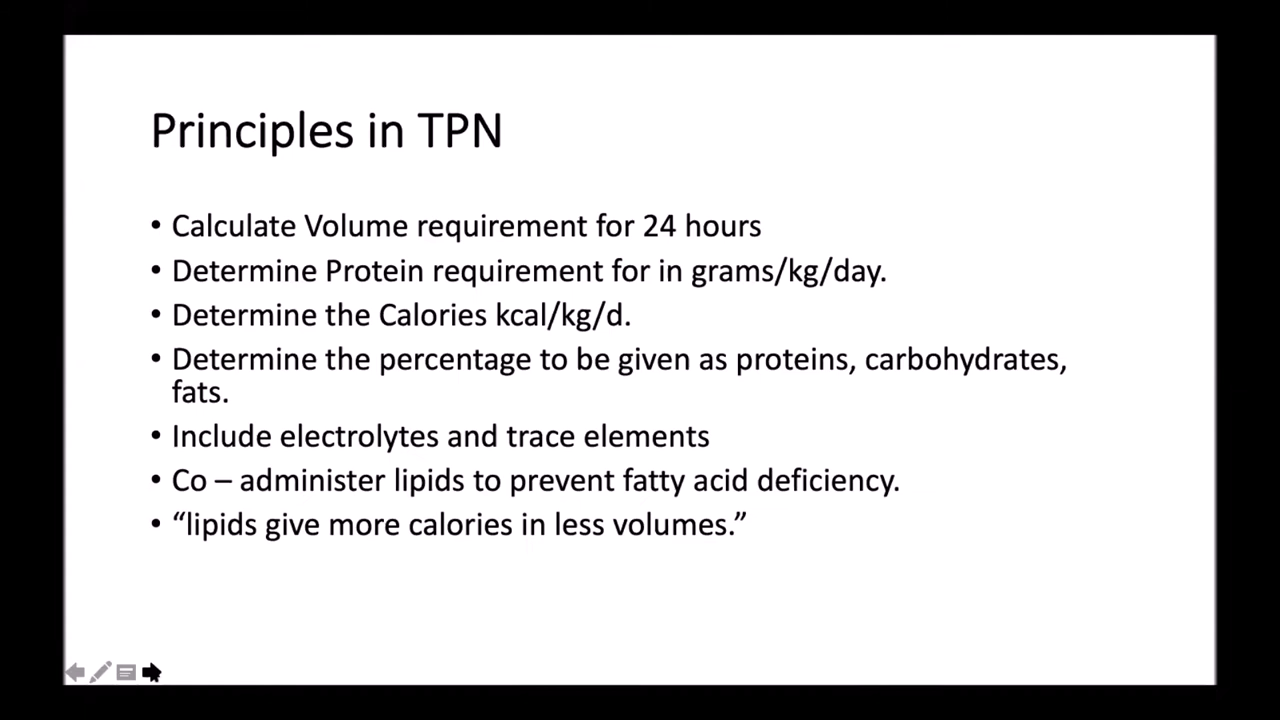 Principles in TPN
• Calculate Volume requirement for 24 hours
• Determine Protein requirement for in grams/kg/day.
• Determine the Calories kcal/kg/d.
• Determine the percentage to be given as proteins, carbohydrates,
fats.
• Include electrolytes and trace elements
• Co – administer lipids to prevent fatty acid deficiency.
• “lipids give more calories in less volumes.”